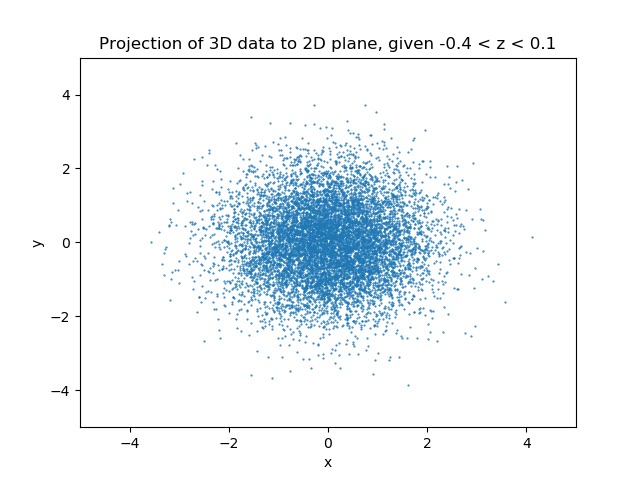 Projection of 3D data to 2D plane, given -0.4 < z < 0.1
4
2
0
−2
−4
y
−4 −2 0 2 4
x